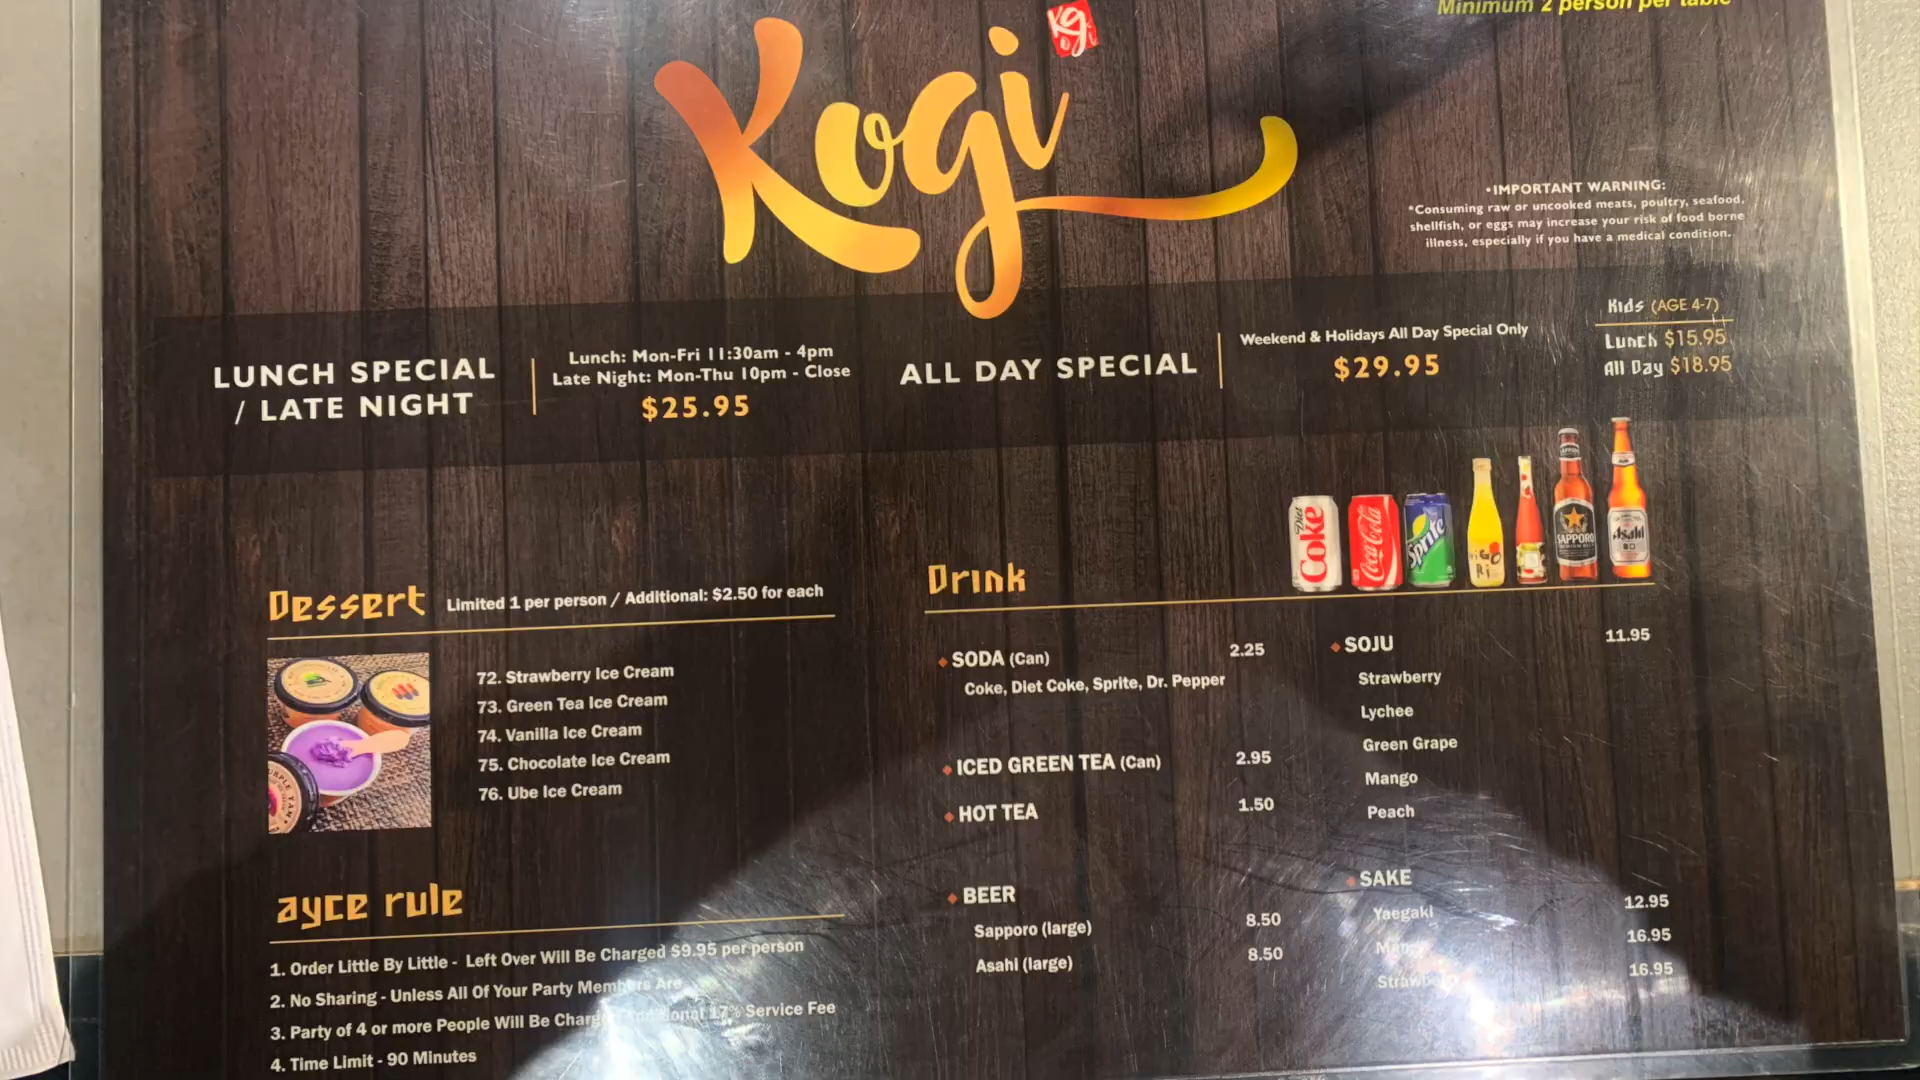 Minimum 2 person per table
Kogi
Kogi
•IMPORTANT WARNING:
*Consuming raw or uncooked meats, poultry, seafood,
shellfish, or eggs may increase your risk of food borne
illness, especially if you have a medical condition.
LUNCH SPECIAL
/ LATE NIGHT
Lunch: Mon-Fri 11:30am - 4pm
Late Night: Mon-Thu 10pm - Close
$25.95
ALL DAY SPECIAL
Weekend & Holidays All Day Special Only
$29.95
Kids (AGE 4-7)
Lunch $15.95
All Day $18.95
Dessert Limited 1 per person / Additional: $2.50 for each
72. Strawberry Ice Cream
73. Green Tea Ice Cream
74. Vanilla Ice Cream
75. Chocolate Ice Cream
76. Ube Ice Cream
ayce rule
1. Order Little By Little - Left Over Will Be Charged $9.95 per person
2. No Sharing - Unless All Of Your Party Members Are
3. Party of 4 or more People Will Be Charged Additional 17% Service Fee
4. Time Limit - 90 Minutes
Drink
Diet Coke
Coca-Cola
Sprite
SAPPORO
Asahi
SODA (Can) 2.25
Coke, Diet Coke, Sprite, Dr. Pepper
ICED GREEN TEA (Can) 2.95
HOT TEA 1.50
BEER
Sapporo (large) 8.50
Asahi (large) 8.50
SOJU 11.95
Strawberry
Lychee
Green Grape
Mango
Peach
SAKE
Yaegaki 12.95
Mango 16.95
Strawberry 16.95